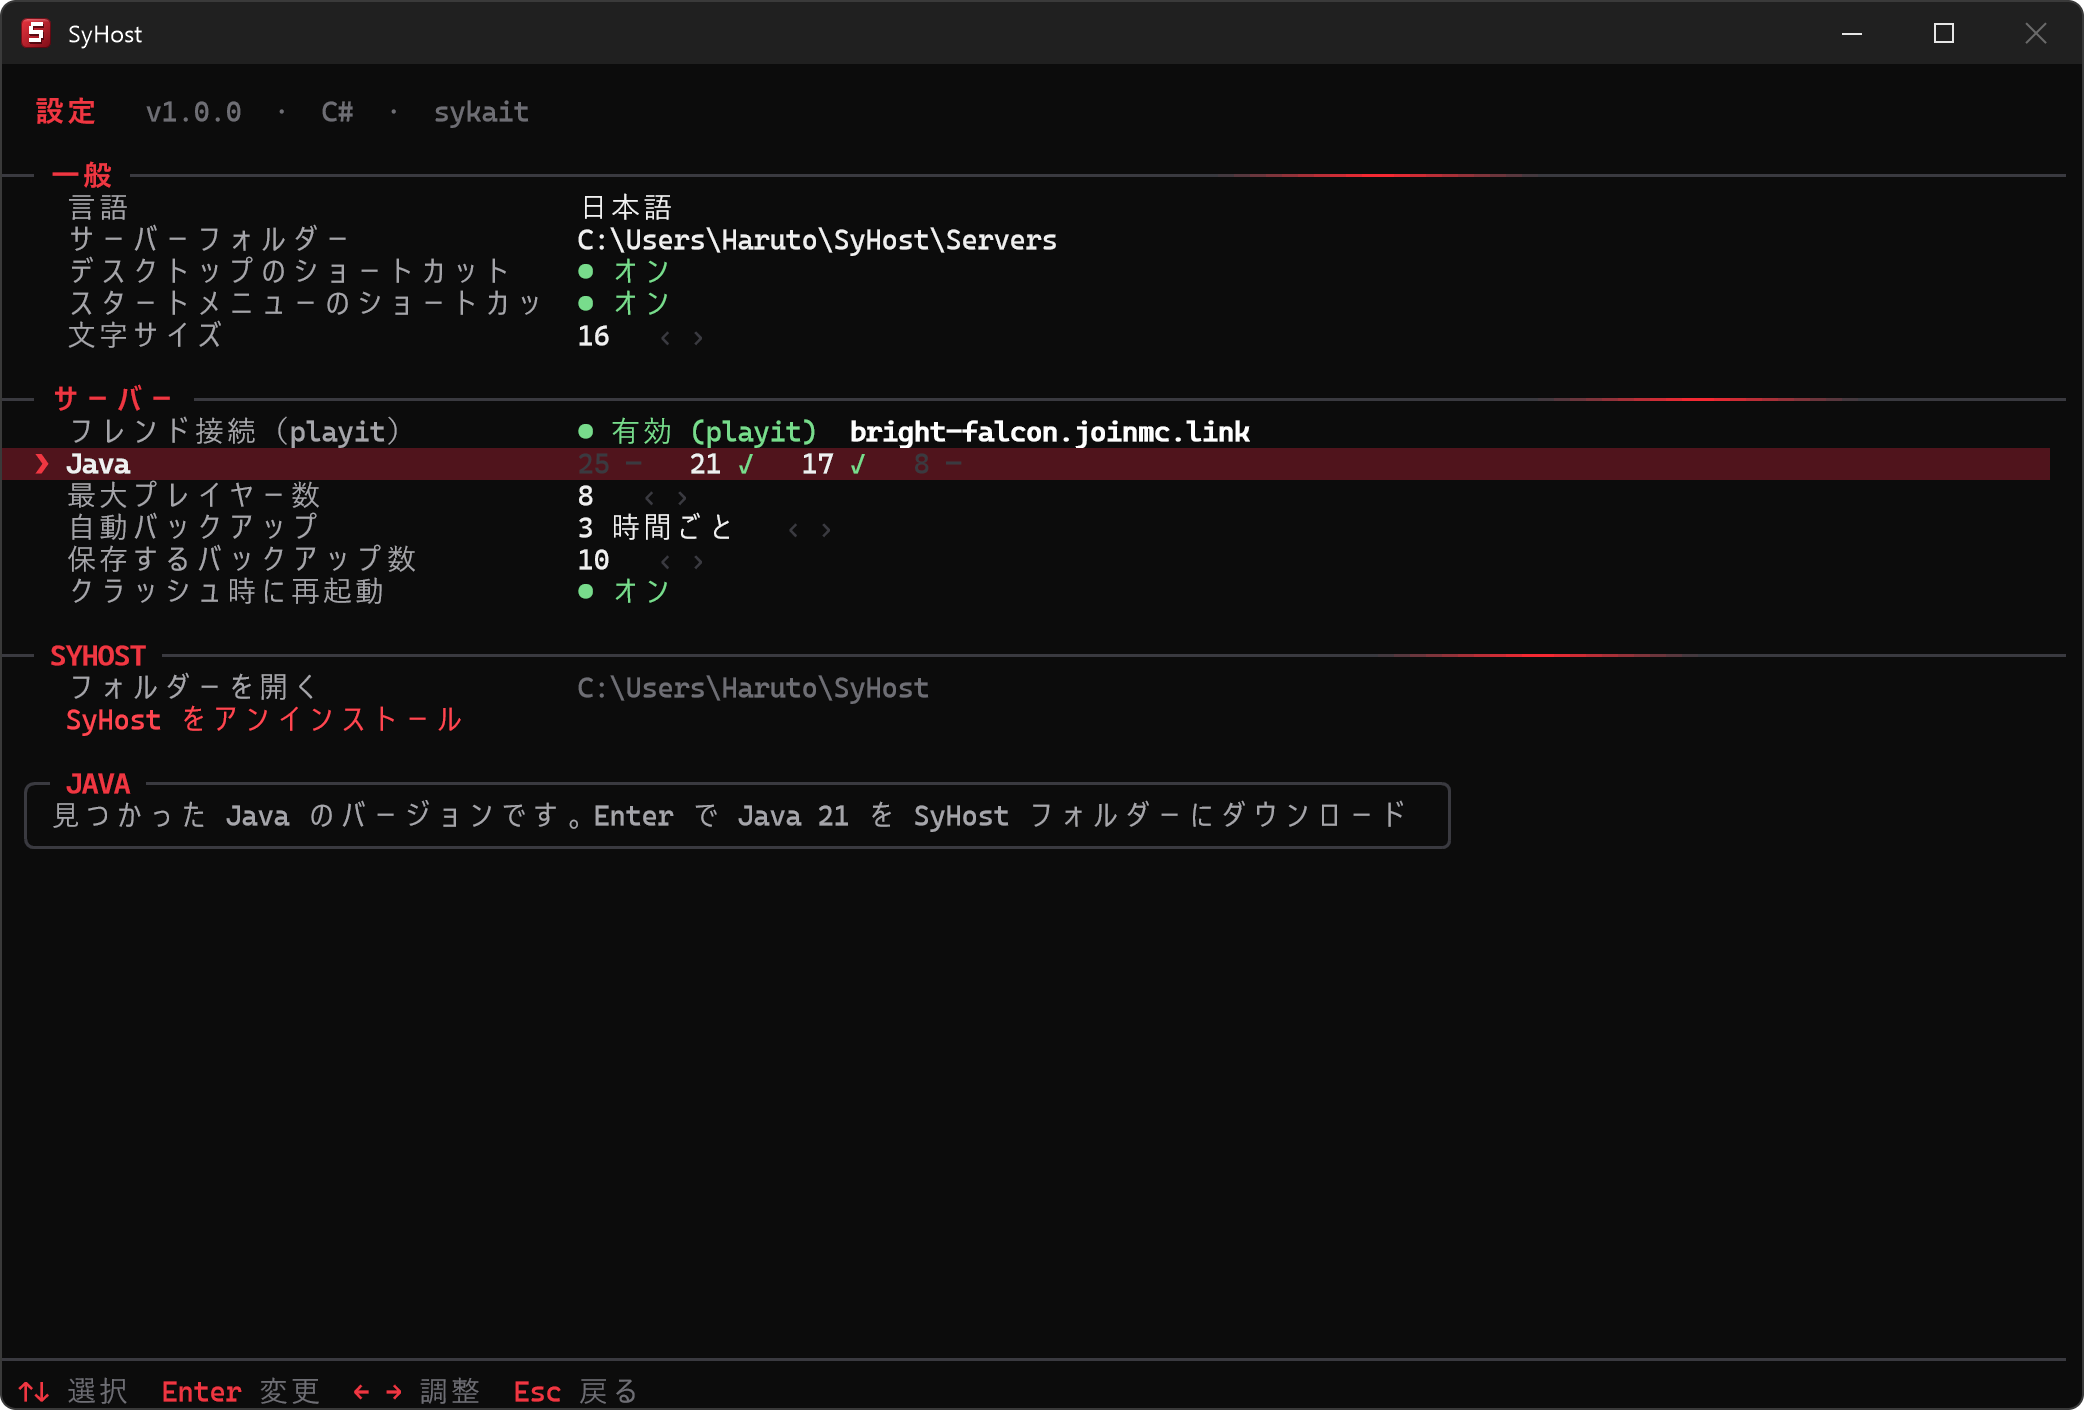 SyHost
設定 v1.0.0 · C# · sykait
一般
言語 日本語
サーバーフォルダー C:\Users\Haruto\SyHost\Servers
デスクトップのショートカット ● オン
スタートメニューのショートカッ ● オン
文字サイズ 16 ‹ ›
サーバー
フレンド接続（playit） ● 有効 (playit) bright-falcon.joinmc.link
❯ Java 25 – 21 ✓ 17 ✓ 8 –
最大プレイヤー数 8 ‹ ›
自動バックアップ 3 時間ごと ‹ ›
保存するバックアップ数 10 ‹ ›
クラッシュ時に再起動 ● オン
SYHOST
フォルダーを開く C:\Users\Haruto\SyHost
SyHost をアンインストール
JAVA
見つかった Java のバージョンです。Enter で Java 21 を SyHost フォルダーにダウンロード
↑↓ 選択 Enter 変更 ← → 調整 Esc 戻る